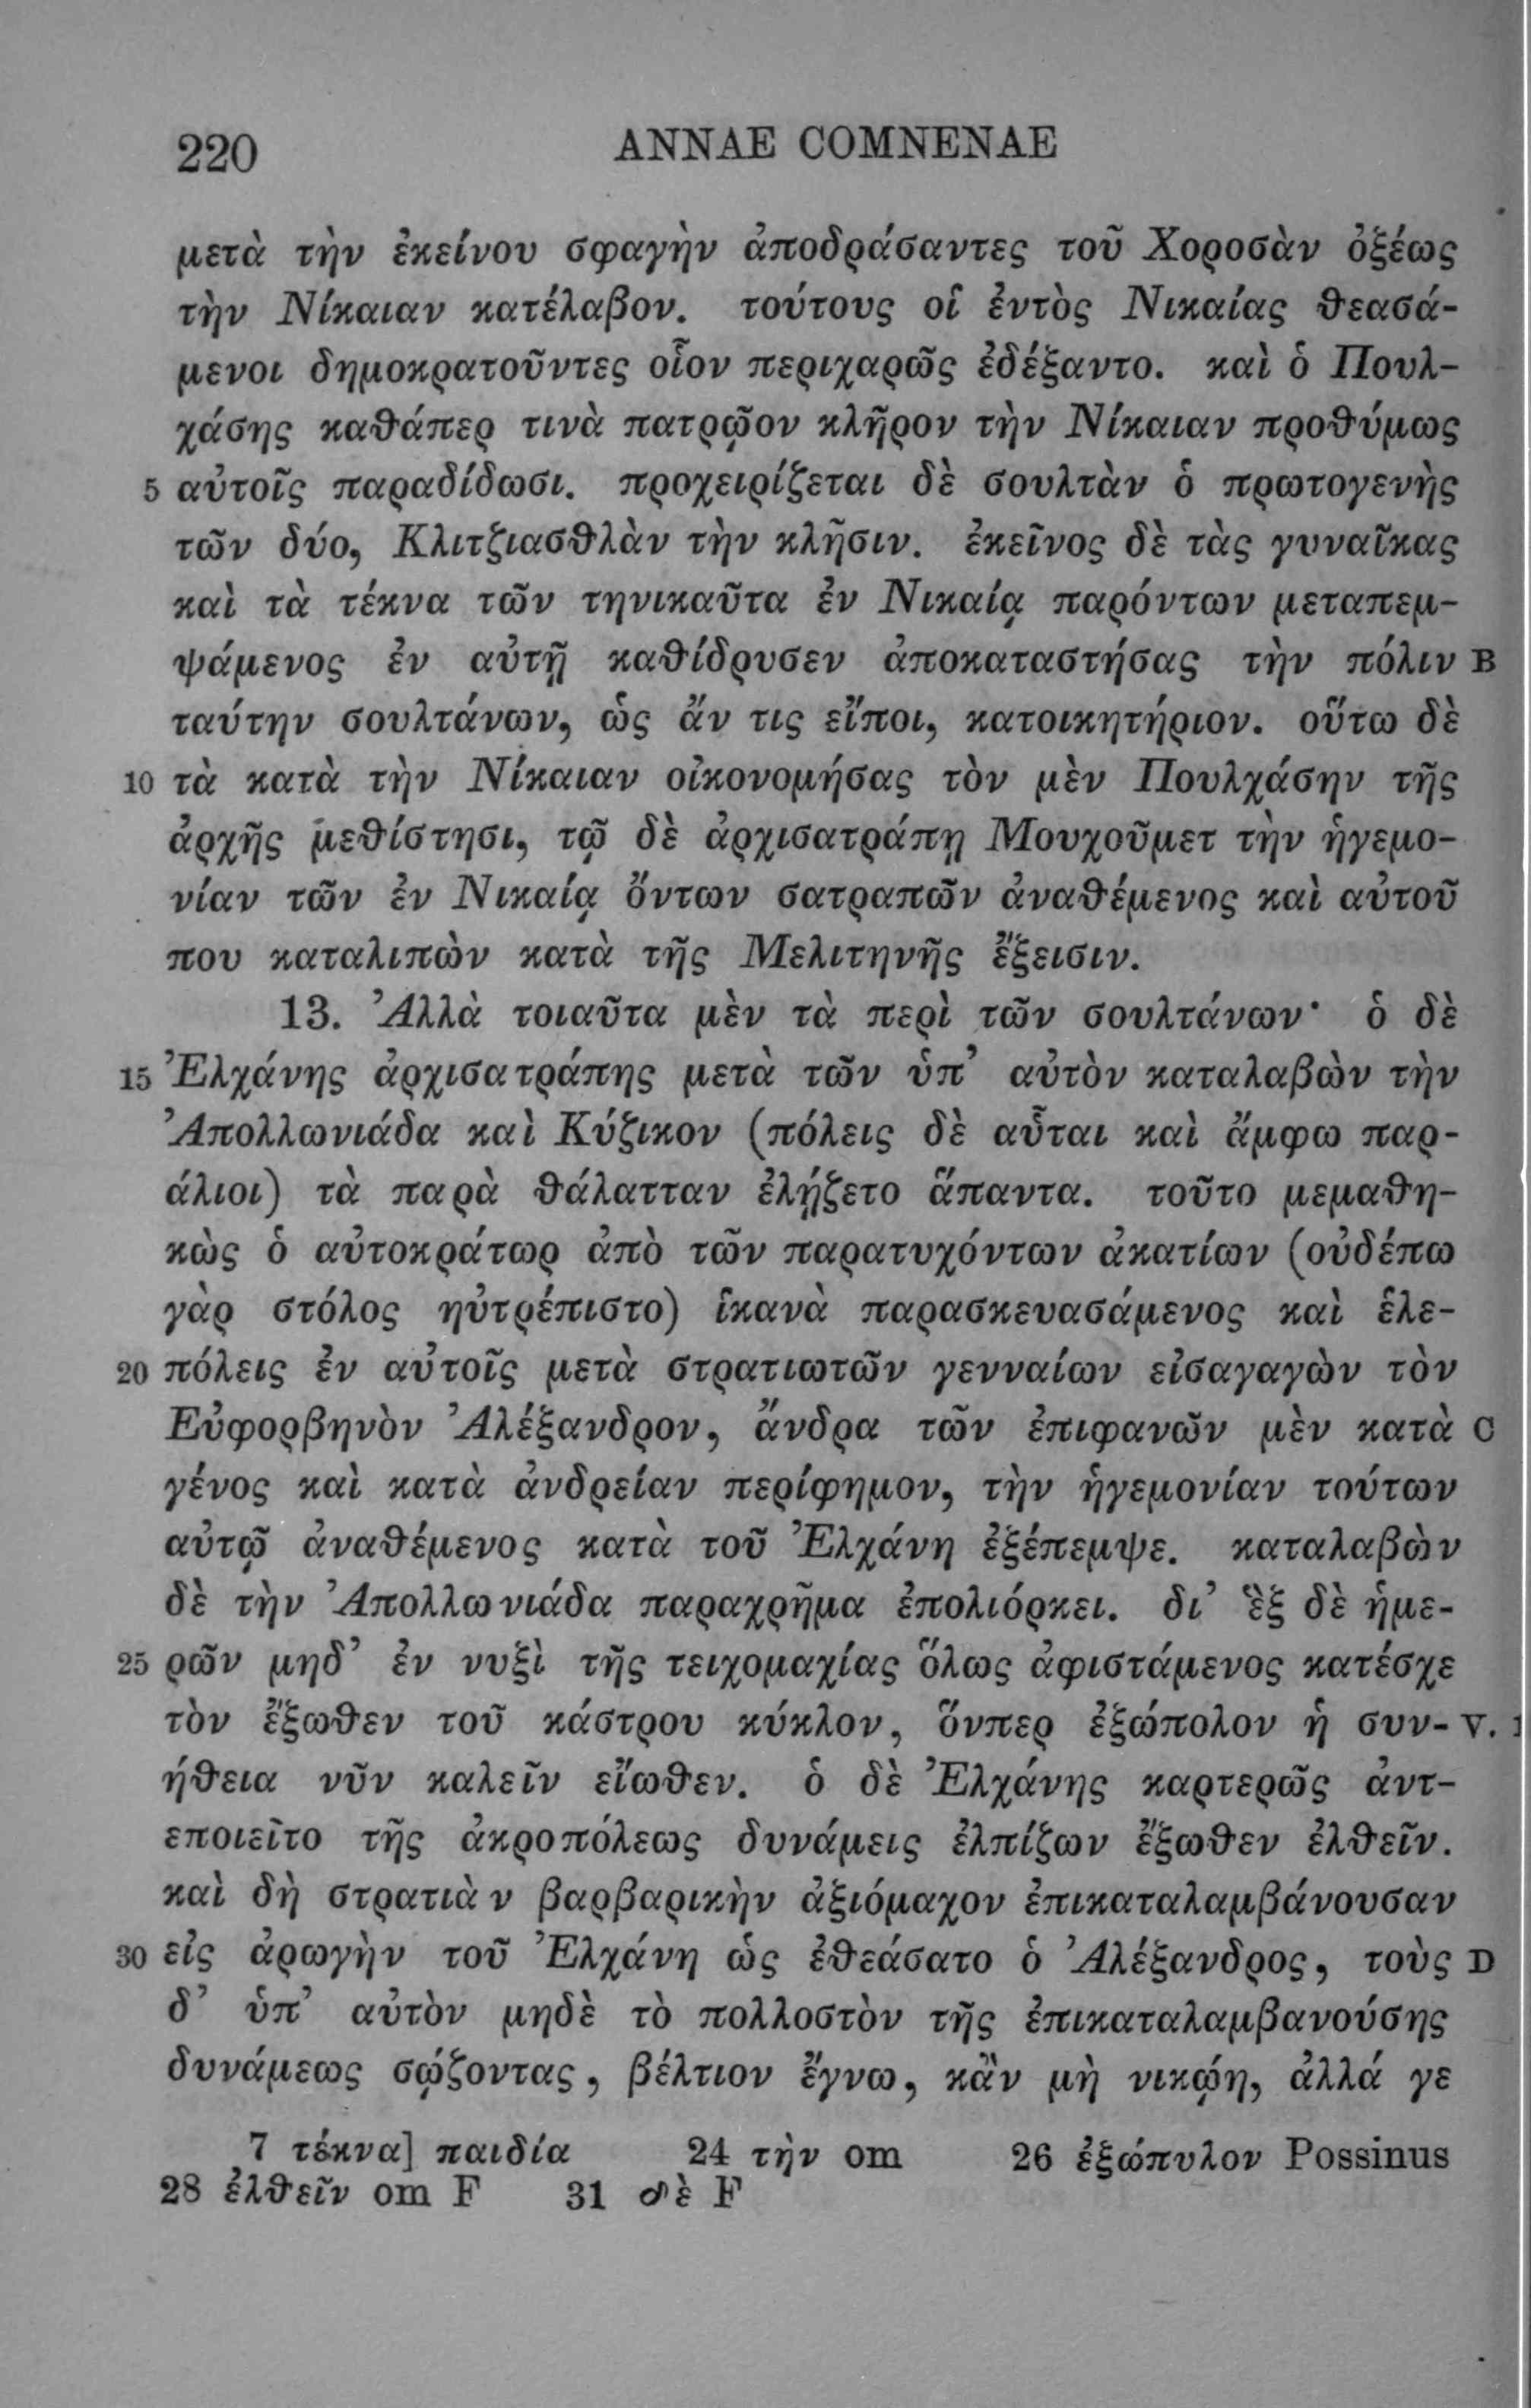 220 ANNAE COMNENAE
μετὰ τὴν ἐκείνου σφαγὴν ἀποδράσαντες τοῦ Χοροσὰν ὀξέως
τὴν Νίκαιαν κατέλαβον. τούτους οἱ ἐντὸς Νικαίας θεασά-
μενοι δημοκρατοῦντες οἷον περιχαρῶς ἐδέξαντο. καὶ ὁ Πουλ-
χάσης καθάπερ τινὰ πατρῷον κλῆρον τὴν Νίκαιαν προθύμως
5 αὐτοῖς παραδίδωσι. προχειρίζεται δὲ σουλτὰν ὁ πρωτογενὴς
τῶν δύο, Κλιτζιασθλὰν τὴν κλῆσιν. ἐκεῖνος δὲ τὰς γυναῖκας
καὶ τὰ τέκνα τῶν τηνικαῦτα ἐν Νικαίᾳ παρόντων μεταπεμ-
ψάμενος ἐν αὐτῇ καθίδρυσεν ἀποκαταστήσας τὴν πόλιν B
ταύτην σουλτάνων, ὡς ἄν τις εἴποι, κατοικητήριον. οὕτω δὲ
10 τὰ κατὰ τὴν Νίκαιαν οἰκονομήσας τὸν μὲν Πουλχάσην τῆς
ἀρχῆς μεθίστησι, τῷ δὲ ἀρχισατράπῃ Μουχοῦμετ τὴν ἡγεμο-
νίαν τῶν ἐν Νικαίᾳ ὄντων σατραπῶν ἀναθέμενος καὶ αὐτοῦ
που καταλιπὼν κατὰ τῆς Μελιτηνῆς ἔξεισιν.
13. Ἀλλὰ τοιαῦτα μὲν τὰ περὶ τῶν σουλτάνων· ὁ δὲ
15 Ἐλχάνης ἀρχισατράπης μετὰ τῶν ὑπ’ αὐτὸν καταλαβὼν τὴν
Ἀπολλωνιάδα καὶ Κύζικον (πόλεις δὲ αὗται καὶ ἄμφω παρ-
άλιοι) τὰ παρὰ θάλατταν ἐλῄζετο ἅπαντα. τοῦτο μεμαθη-
κὼς ὁ αὐτοκράτωρ ἀπὸ τῶν παρατυχόντων ἀκατίων (οὐδέπω
γὰρ στόλος ηὐτρέπιστο) ἱκανὰ παρασκευασάμενος καὶ ἑλε-
20 πόλεις ἐν αὐτοῖς μετὰ στρατιωτῶν γενναίων εἰσαγαγὼν τὸν
Εὐφορβηνὸν Ἀλέξανδρον, ἄνδρα τῶν ἐπιφανῶν μὲν κατὰ C
γένος καὶ κατὰ ἀνδρείαν περίφημον, τὴν ἡγεμονίαν τούτων
αὐτῷ ἀναθέμενος κατὰ τοῦ Ἐλχάνη ἐξέπεμψε. καταλαβὼν
δὲ τὴν Ἀπολλωνιάδα παραχρῆμα ἐπολιόρκει. δι’ ἓξ δὲ ἡμε-
25 ρῶν μηδ’ ἐν νυξὶ τῆς τειχομαχίας ὅλως ἀφιστάμενος κατέσχε
τὸν ἔξωθεν τοῦ κάστρου κύκλον, ὅνπερ ἐξώπολον ἡ συν- V.
ήθεια νῦν καλεῖν εἴωθεν. ὁ δὲ Ἐλχάνης καρτερῶς ἀντ-
εποιεῖτο τῆς ἀκροπόλεως δυνάμεις ἐλπίζων ἔξωθεν ἐλθεῖν.
καὶ δὴ στρατιὰν βαρβαρικὴν ἀξιόμαχον ἐπικαταλαμβάνουσαν
30 εἰς ἀρωγὴν τοῦ Ἐλχάνη ὡς ἐθεάσατο ὁ Ἀλέξανδρος, τοὺς D
δ’ ὑπ’ αὐτὸν μηδὲ τὸ πολλοστὸν τῆς ἐπικαταλαμβανούσης
δυνάμεως σῴζοντας, βέλτιον ἔγνω, κἂν μὴ νικῴη, ἀλλά γε
7 τέκνα] παιδία 24 τὴν om 26 ἐξώπυλον Possinus
28 ἐλθεῖν om F 31 δὲ F